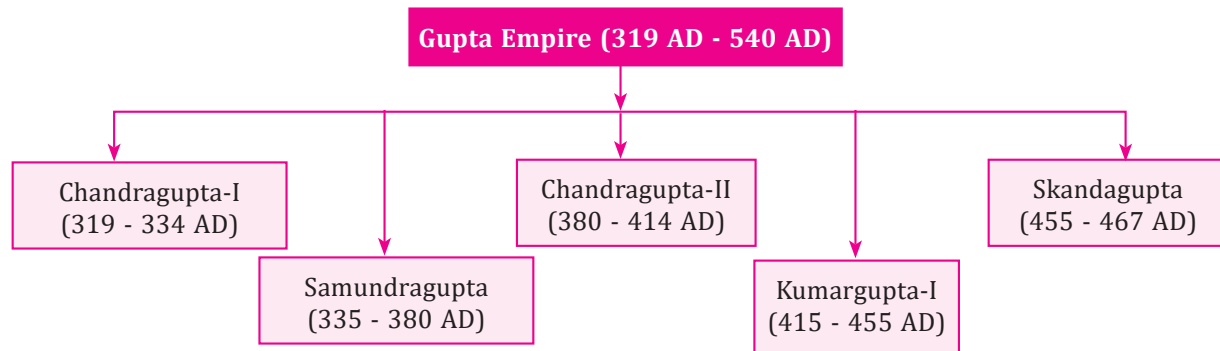 Gupta Empire (319 AD - 540 AD)
Chandragupta-I
(319 - 334 AD)
Samundragupta
(335 - 380 AD)
Chandragupta-II
(380 - 414 AD)
Kumargupta-I
(415 - 455 AD)
Skandagupta
(455 - 467 AD)